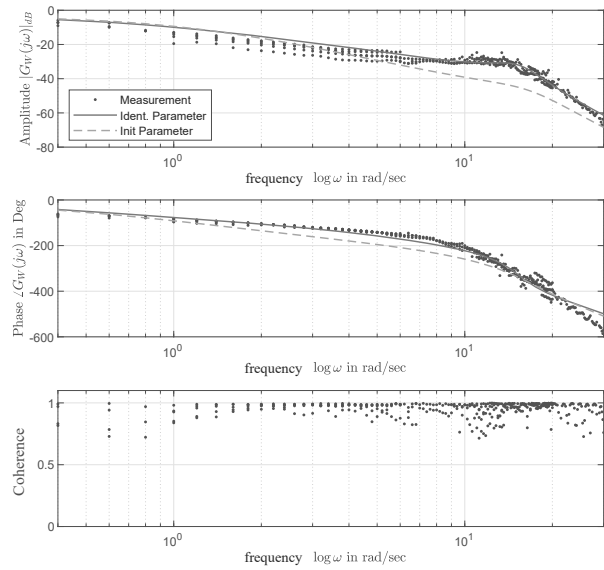 0
-20
-40
-60
-80
Amplitude |G_W(jω)|_dB
Measurement
Ident. Parameter
Init Parameter
10^0
10^1
frequency log ω in rad/sec
0
-200
-400
-600
Phase ∠G_W(jω) in Deg
10^0
10^1
frequency log ω in rad/sec
1
0.5
0
Coherence
10^0
10^1
frequency log ω in rad/sec